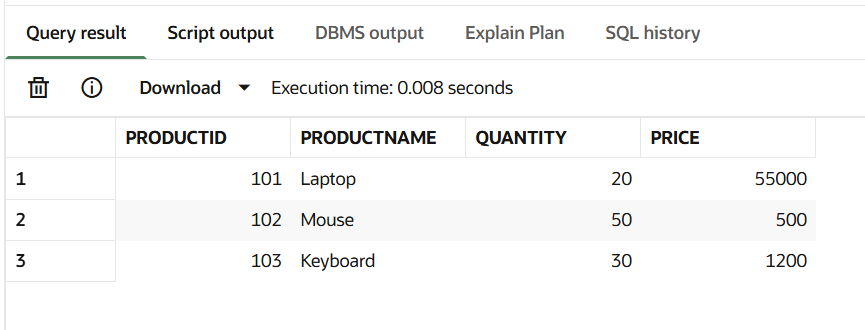 Query result Script output DBMS output Explain Plan SQL history
Download Execution time: 0.008 seconds
PRODUCTID PRODUCTNAME QUANTITY PRICE
1 101 Laptop 20 55000
2 102 Mouse 50 500
3 103 Keyboard 30 1200